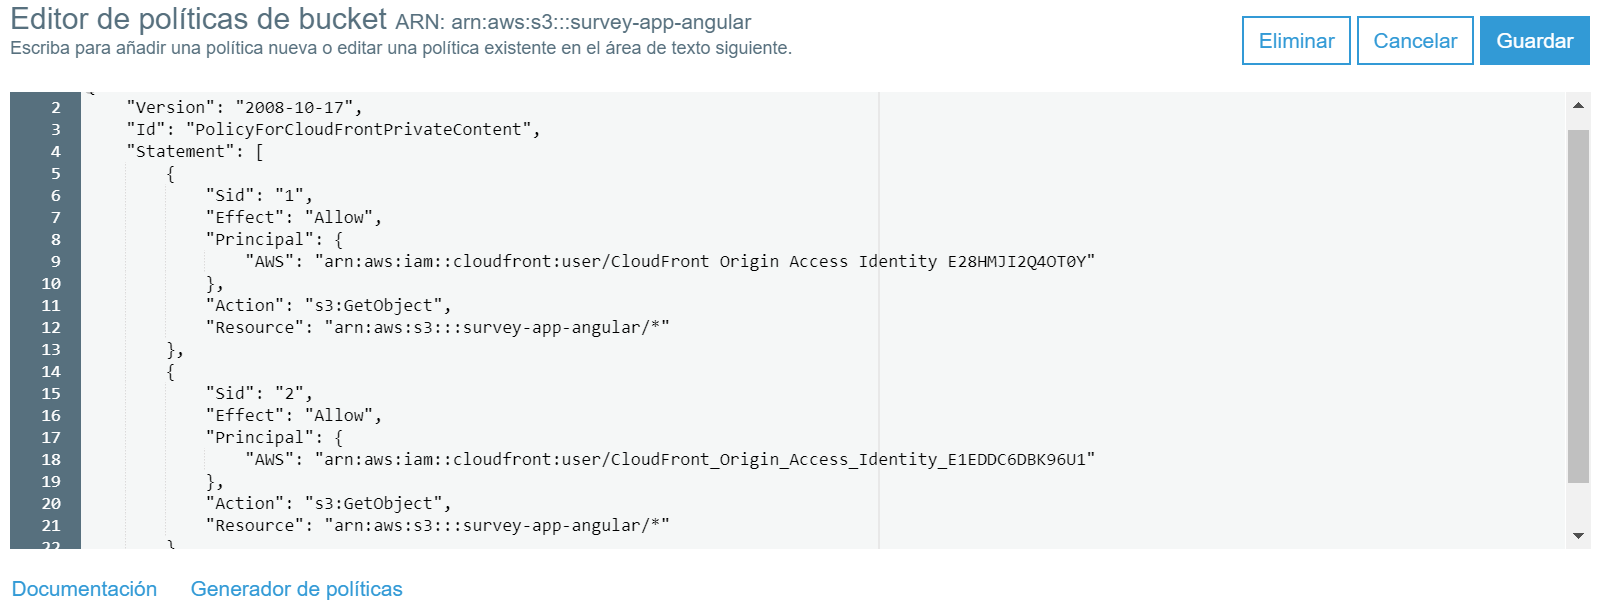 Editor de políticas de bucket ARN: arn:aws:s3:::survey-app-angular
Escriba para añadir una política nueva o editar una política existente en el área de texto siguiente.
Eliminar Cancelar Guardar
2 "Version": "2008-10-17",
3 "Id": "PolicyForCloudFrontPrivateContent",
4 "Statement": [
5 {
6 "Sid": "1",
7 "Effect": "Allow",
8 "Principal": {
9 "AWS": "arn:aws:iam::cloudfront:user/CloudFront Origin Access Identity E28HMJI2Q4OT0Y"
10 },
11 "Action": "s3:GetObject",
12 "Resource": "arn:aws:s3:::survey-app-angular/*"
13 },
14 {
15 "Sid": "2",
16 "Effect": "Allow",
17 "Principal": {
18 "AWS": "arn:aws:iam::cloudfront:user/CloudFront_Origin_Access_Identity_E1EDDC6DBK96U1"
19 },
20 "Action": "s3:GetObject",
21 "Resource": "arn:aws:s3:::survey-app-angular/*"
22 }
Documentación Generador de políticas